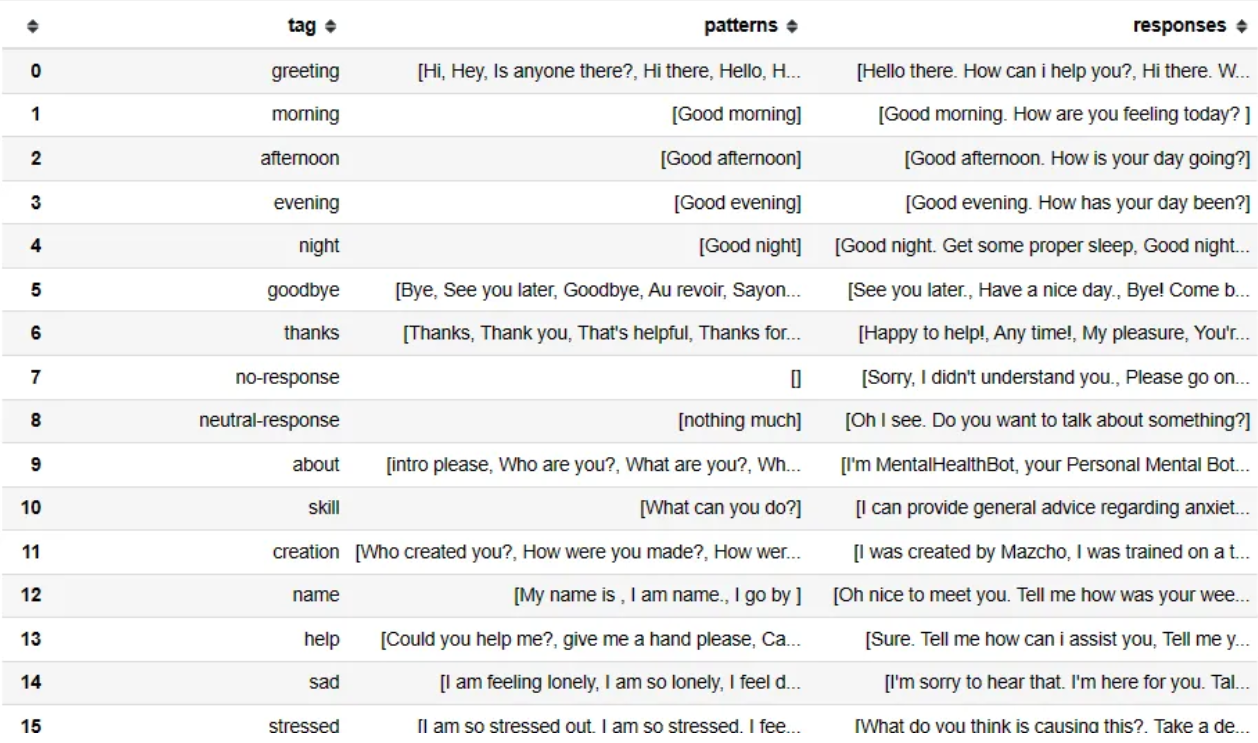 tag patterns responses
0 greeting [Hi, Hey, Is anyone there?, Hi there, Hello, H... [Hello there. How can i help you?, Hi there. W...
1 morning [Good morning] [Good morning. How are you feeling today? ]
2 afternoon [Good afternoon] [Good afternoon. How is your day going?]
3 evening [Good evening] [Good evening. How has your day been?]
4 night [Good night] [Good night. Get some proper sleep, Good night...
5 goodbye [Bye, See you later, Goodbye, Au revoir, Sayon... [See you later., Have a nice day., Bye! Come b...
6 thanks [Thanks, Thank you, That's helpful, Thanks for... [Happy to help!, Any time!, My pleasure, You'r...
7 no-response [] [Sorry, I didn't understand you., Please go on...
8 neutral-response [nothing much] [Oh I see. Do you want to talk about something?]
9 about [intro please, Who are you?, What are you?, Wh... [I'm MentalHealthBot, your Personal Mental Bot...
10 skill [What can you do?] [I can provide general advice regarding anxiet...
11 creation [Who created you?, How were you made?, How wer... [I was created by Mazcho, I was trained on a t...
12 name [My name is , I am name., I go by ] [Oh nice to meet you. Tell me how was your wee...
13 help [Could you help me?, give me a hand please, Ca... [Sure. Tell me how can i assist you, Tell me y...
14 sad [I am feeling lonely, I am so lonely, I feel d... [I'm sorry to hear that. I'm here for you. Tal...
15 stressed [I am so stressed out, I am so stressed, I fee... [What do you think is causing this?, Take a de...